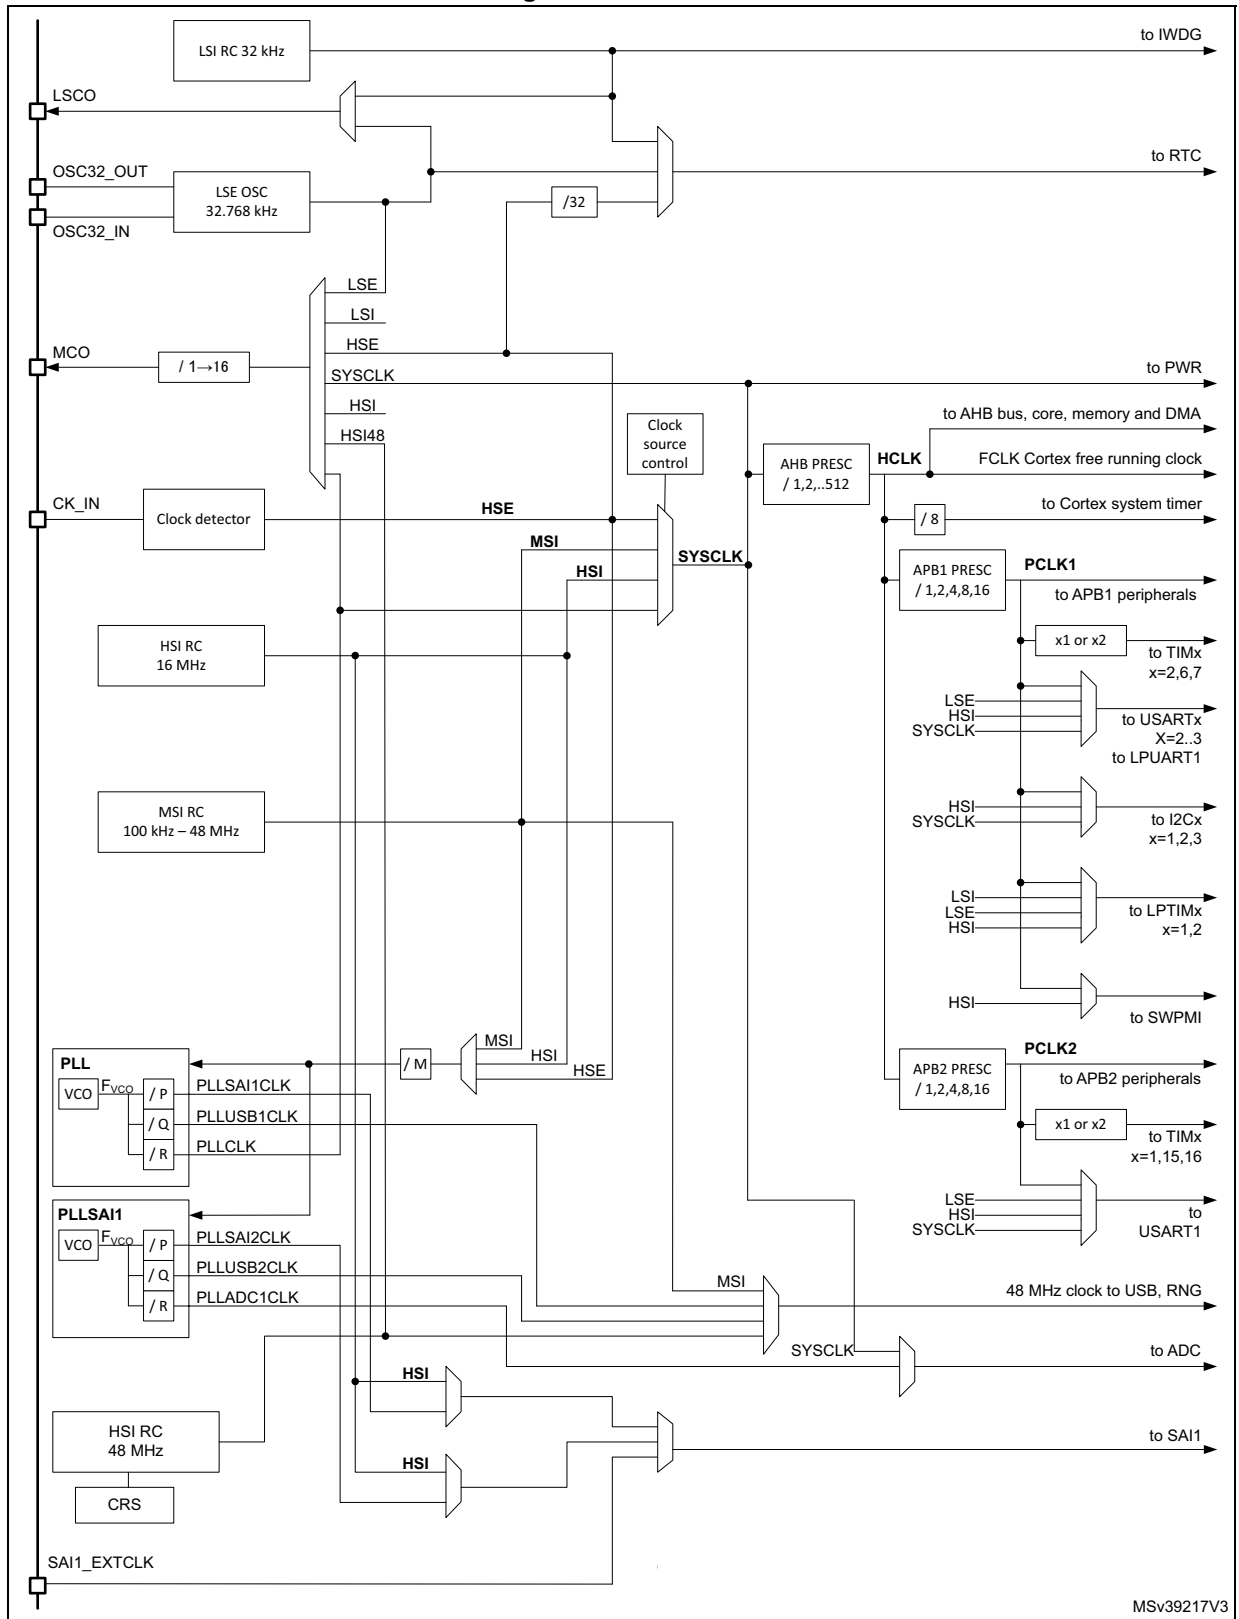 to IWDG
LSI RC 32 kHz
LSCO
to RTC
OSC32_OUT
LSE OSC
32.768 kHz
/32
OSC32_IN
LSE
LSI
MCO
HSE
/ 1→16
to PWR
SYSCLK
HSI
to AHB bus, core, memory and DMA
Clock
source
control
HSI48
AHB PRESC
/ 1,2,..512
HCLK
FCLK Cortex free running clock
CK_IN
Clock detector
HSE
to Cortex system timer
/ 8
MSI
SYSCLK
HSI
APB1 PRESC
/ 1,2,4,8,16
PCLK1
to APB1 peripherals
HSI RC
16 MHz
x1 or x2
to TIMx
x=2,6,7
LSE
HSI
SYSCLK
to USARTx
X=2..3
to LPUART1
MSI RC
100 kHz – 48 MHz
HSI
SYSCLK
to I2Cx
x=1,2,3
LSI
LSE
HSI
to LPTIMx
x=1,2
HSI
to SWPMI
MSI
HSI
HSE
/ M
PLL
VCO
FVCO
/ P
PLLSAI1CLK
/ Q
PLLUSB1CLK
/ R
PLLCLK
PCLK2
APB2 PRESC
/ 1,2,4,8,16
to APB2 peripherals
x1 or x2
to TIMx
x=1,15,16
LSE
HSI
SYSCLK
to
USART1
PLLSAI1
VCO
FVCO
/ P
PLLSAI2CLK
/ Q
PLLUSB2CLK
/ R
PLLADC1CLK
MSI
48 MHz clock to USB, RNG
SYSCLK
to ADC
HSI
HSI RC
48 MHz
to SAI1
HSI
CRS
SAI1_EXTCLK
MSv39217V3